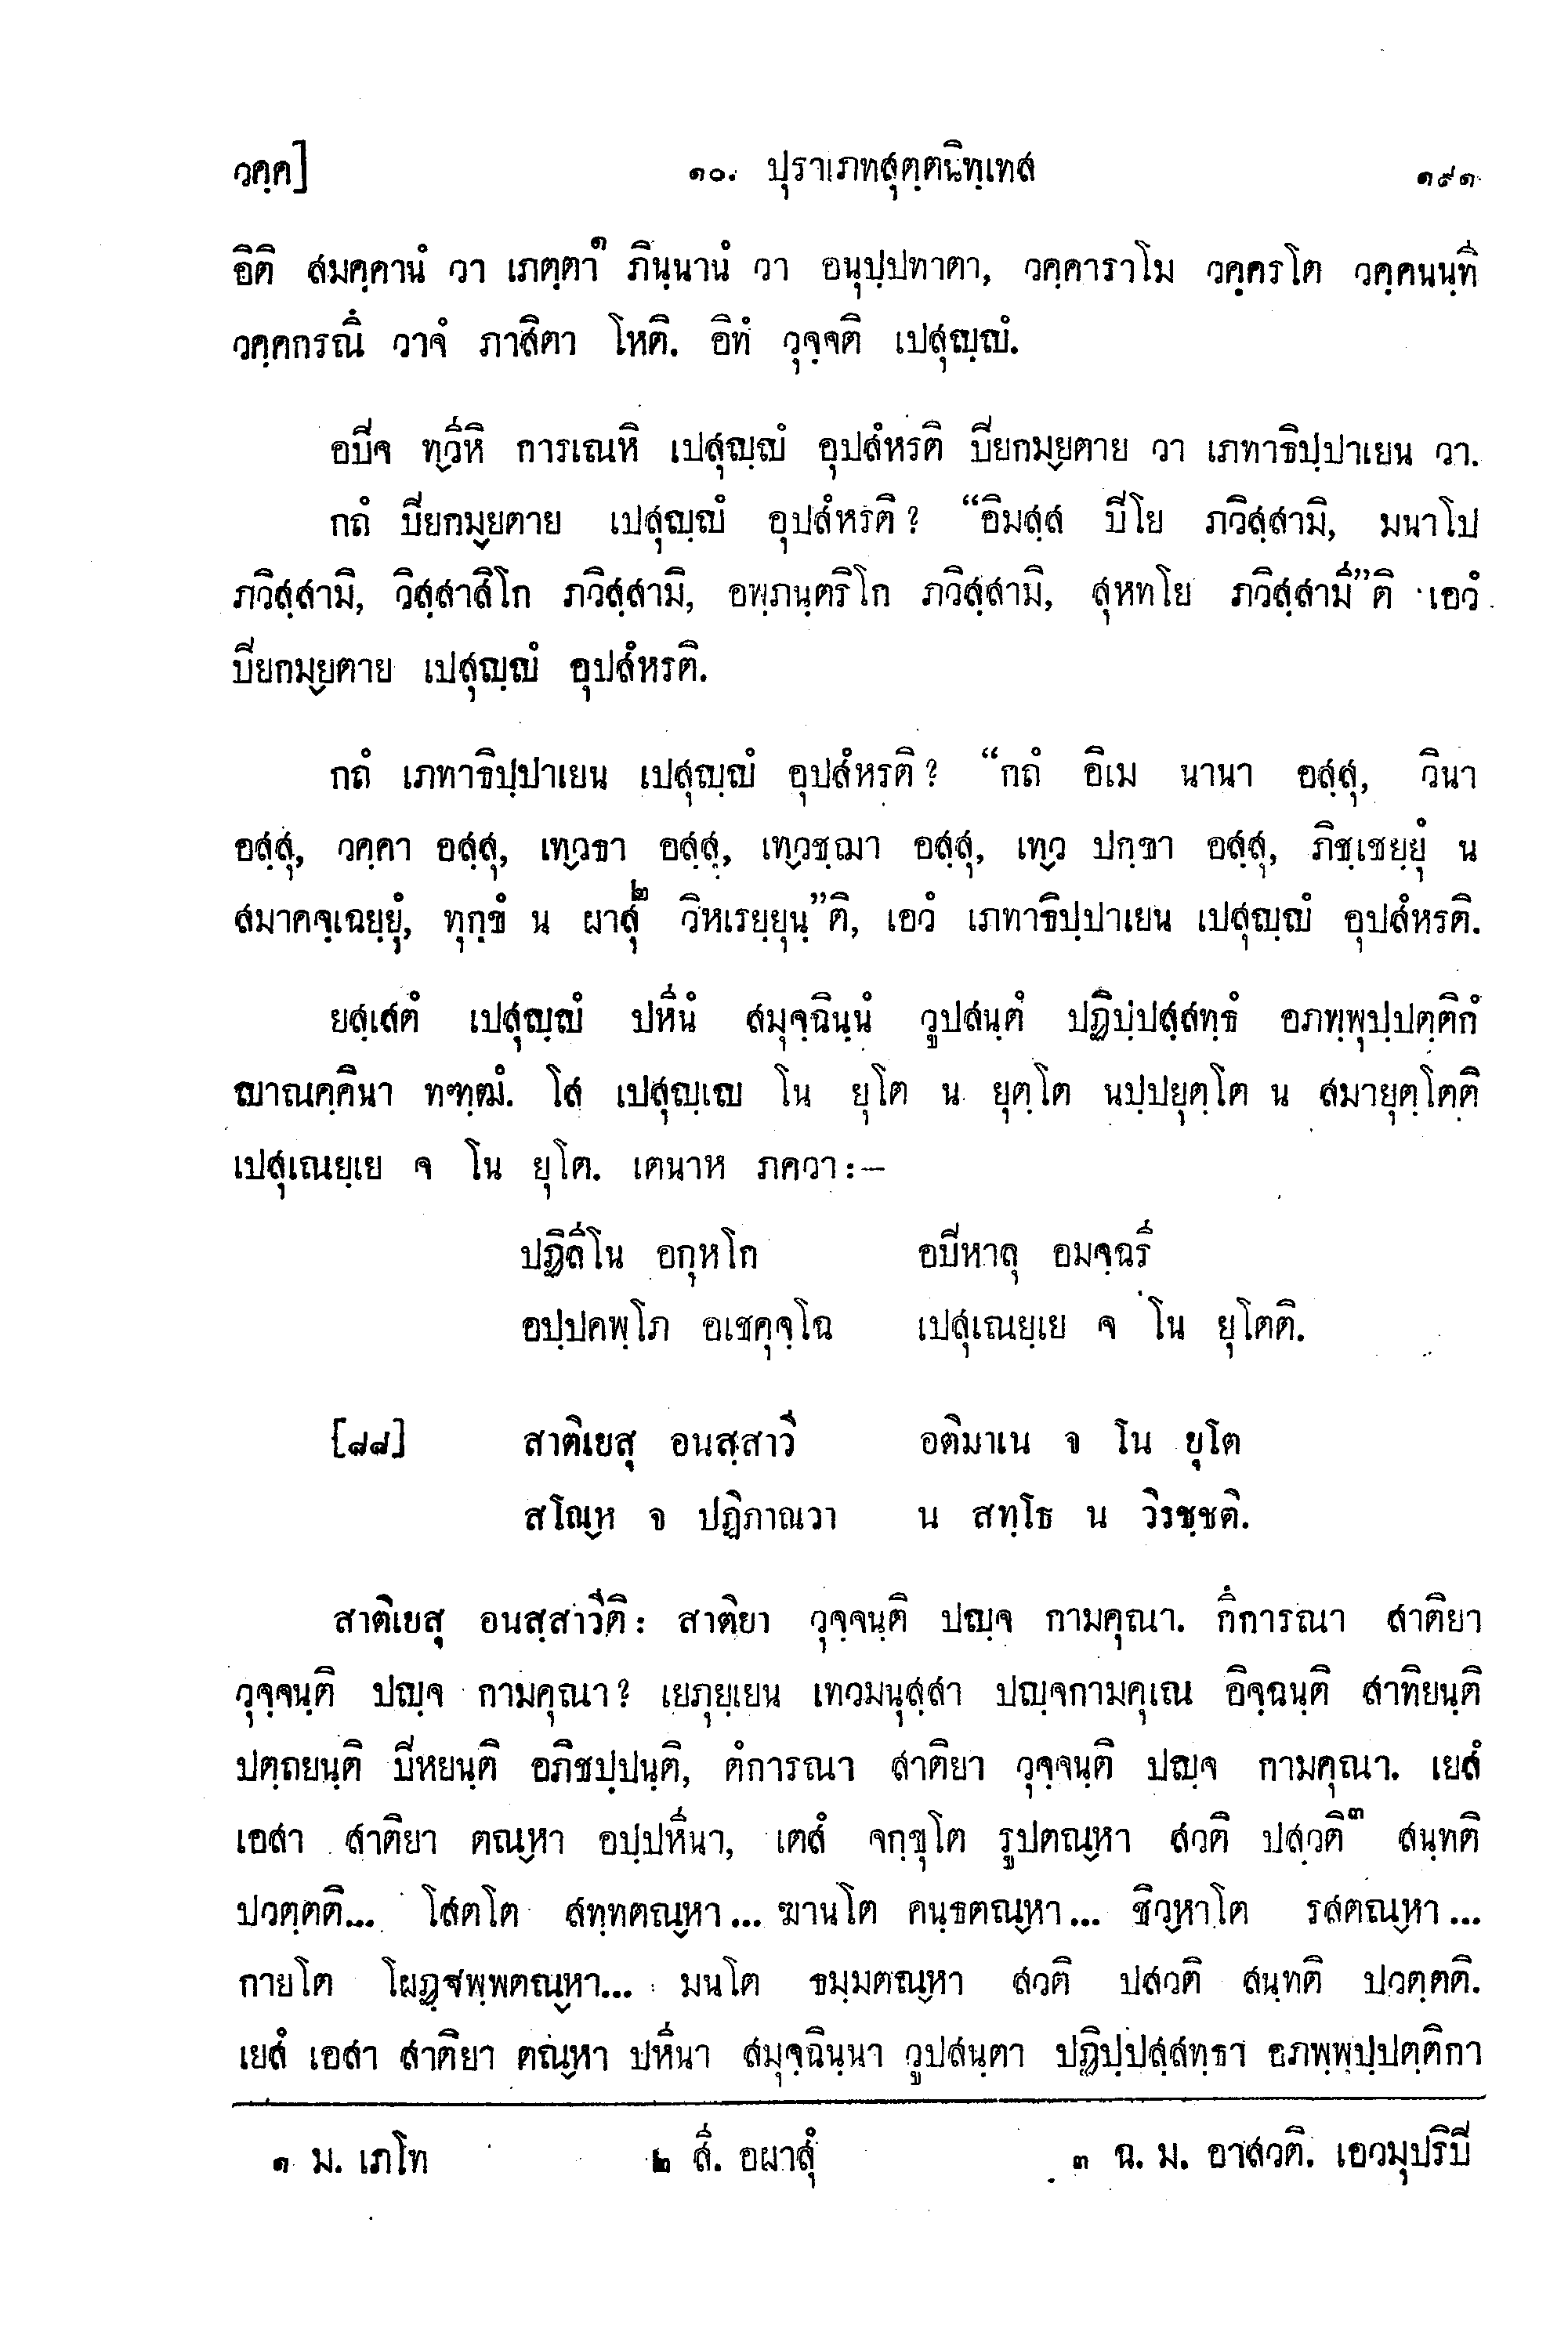 วคฺค]
๑๐. ปุราเภทสุตฺตนิทฺเทส
๑๙๑
อิติ สมคฺคานํ วา เภตฺตา๑ ภินฺนานํ วา อนุปฺปทาตา, วคฺคาราโม วคฺครโต วคฺคนนฺที
วคฺคกรณึ วาจํ ภาสิตา โหติ. อิทํ วุจฺจติ เปสุญฺญํ.
อปิจ ทฺวีหิ การเณหิ เปสุญฺญํ อุปสํหรติ ปิยกมฺยตาย วา เภทาธิปฺปาเยน วา.
กถํ ปิยกมฺยตาย เปสุญฺญํ อุปสํหรติ? “อิมสฺส ปิโย ภวิสฺสามิ, มนาโป
ภวิสฺสามิ, วิสฺสาสิโก ภวิสฺสามิ, อพฺภนฺตริโก ภวิสฺสามิ, สุหทโย ภวิสฺสามี”ติ เอวํ
ปิยกมฺยตาย เปสุญฺญํ อุปสํหรติ.
กถํ เภทาธิปฺปาเยน เปสุญฺญํ อุปสํหรติ? “กถํ อิเม นานา อสฺสุ, วินา
อสฺสุ, วคฺคา อสฺสุ, เทฺวธา อสฺสุ, เทฺวชฺฌา อสฺสุ, เทฺว ปกฺขา อสฺสุ, ภิชฺเชยฺยุํ น
สมาคจฺเฉยฺยุํ, ทุกฺขํ น ผาสุํ๒ วิหเรยฺยุนฺ”ติ, เอวํ เภทาธิปฺปาเยน เปสุญฺญํ อุปสํหรติ.
ยสฺเสตํ เปสุญฺญํ ปหีนํ สมุจฺฉินฺนํ วูปสนฺตํ ปฏิปฺปสฺสทฺธํ อภพฺพุปฺปตฺติกํ
ญาณคฺคินา ทฑฺฒํ. โส เปสุญฺเญ โน ยุโต น ยุตฺโต นปฺปยุตฺโต น สมายุตฺโตติ
เปสุเณยฺเย จ โน ยุโต. เตนาห ภควา :–
ปฏิลีโน อกุหโก อปิหาลุ อมจฺฉรี
อปฺปคพฺโภ อเชคุจฺโฉ เปสุเณยฺเย จ โน ยุโตติ.
[๘๘] สาติเยสุ อนสฺสาวี อติมาเน จ โน ยุโต
สโณฺห จ ปฏิภาณวา น สทฺโธ น วิรชฺชติ.
สาติเยสุ อนสฺสาวีติ : สาติยา วุจฺจนฺติ ปญฺจ กามคุณา. กึการณา สาติยา
วุจฺจนฺติ ปญฺจ กามคุณา? เยภุยฺเยน เทวมนุสฺสา ปญฺจกามคุเณ อิจฺฉนฺติ สาทิยนฺติ
ปตฺถยนฺติ ปิหยนฺติ อภิชปฺปนฺติ, ตํการณา สาติยา วุจฺจนฺติ ปญฺจ กามคุณา. เยสํ
เอสา สาติยา ตณฺหา อปฺปหีนา, เตสํ จกฺขุโต รูปตณฺหา สวติ ปสฺวติ๓ สนฺทติ
ปวตฺตติ... โสตโต สทฺทตณฺหา... ฆานโต คนฺธตณฺหา... ชิวฺหาโต รสตณฺหา...
กายโต โผฏฺฐพฺพตณฺหา... มนโต ธมฺมตณฺหา สวติ ปสวติ สนฺทติ ปวตฺตติ.
เยสํ เอสา สาติยา ตณฺหา ปหีนา สมุจฺฉินฺนา วูปสนฺตา ปฏิปฺปสฺสทฺธา อภพฺพุปฺปตฺติกา
๑ ม. เภโท ๒ สี. อผาสุํ ๓ ฉ. ม. อาสวติ. เอวมุปริปิ